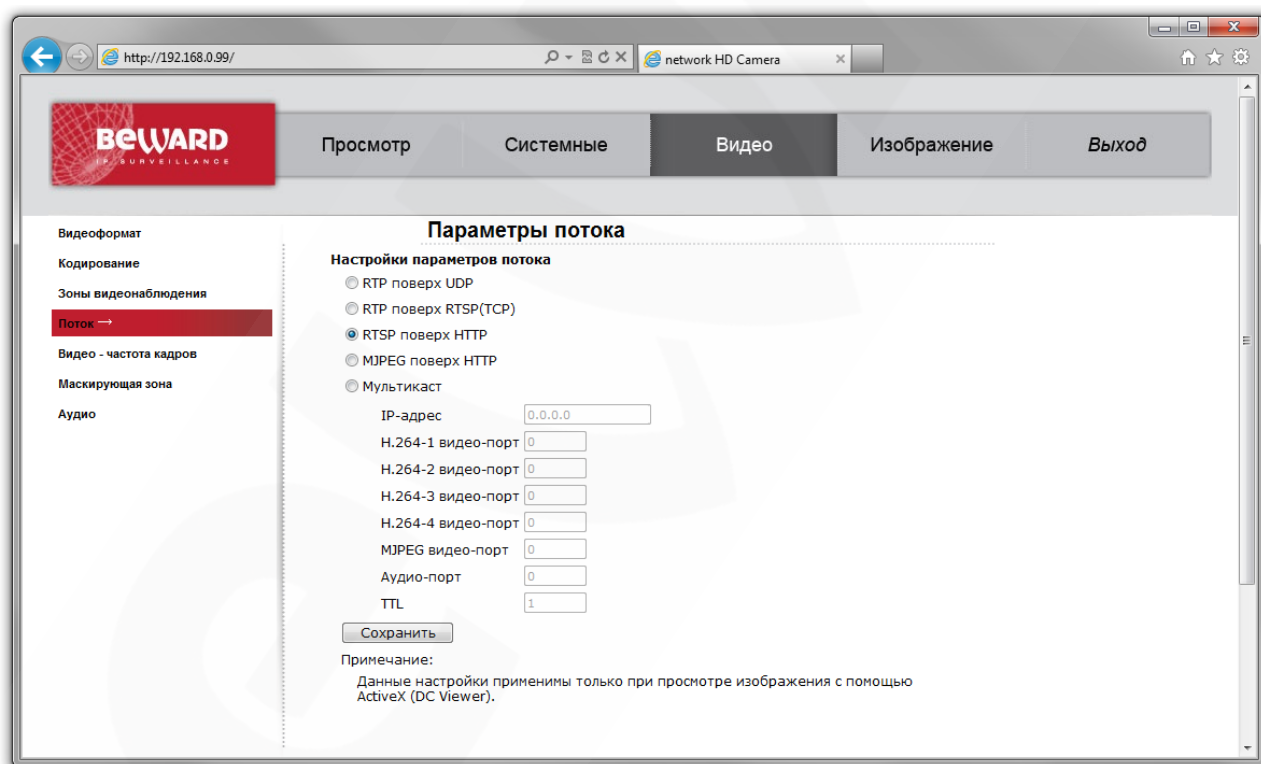 http://192.168.0.99/
network HD Camera
BEWARD
IP SURVEILLANCE
Просмотр
Системные
Видео
Изображение
Выход
Видеоформат
Кодирование
Зоны видеонаблюдения
Поток →
Видео - частота кадров
Маскирующая зона
Аудио
Параметры потока
Настройки параметров потока
RTP поверх UDP
RTP поверх RTSP(TCP)
RTSP поверх HTTP
MJPEG поверх HTTP
Мультикаст
IP-адрес 0.0.0.0
H.264-1 видео-порт 0
H.264-2 видео-порт 0
H.264-3 видео-порт 0
H.264-4 видео-порт 0
MJPEG видео-порт 0
Аудио-порт 0
TTL 1
Сохранить
Примечание:
Данные настройки применимы только при просмотре изображения с помощью
ActiveX (DC Viewer).